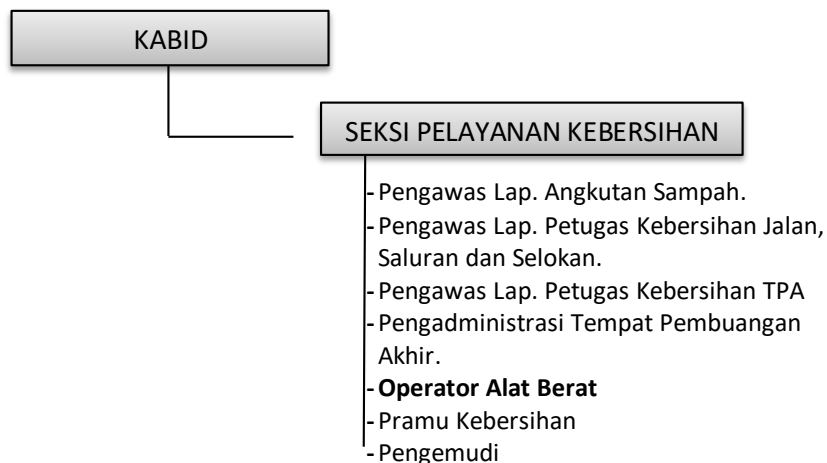 KABID
SEKSI PELAYANAN KEBERSIHAN
- Pengawas Lap. Angkutan Sampah.
- Pengawas Lap. Petugas Kebersihan Jalan,
Saluran dan Selokan.
- Pengawas Lap. Petugas Kebersihan TPA
- Pengadministrasi Tempat Pembuangan
Akhir.
- Operator Alat Berat
- Pramu Kebersihan
- Pengemudi